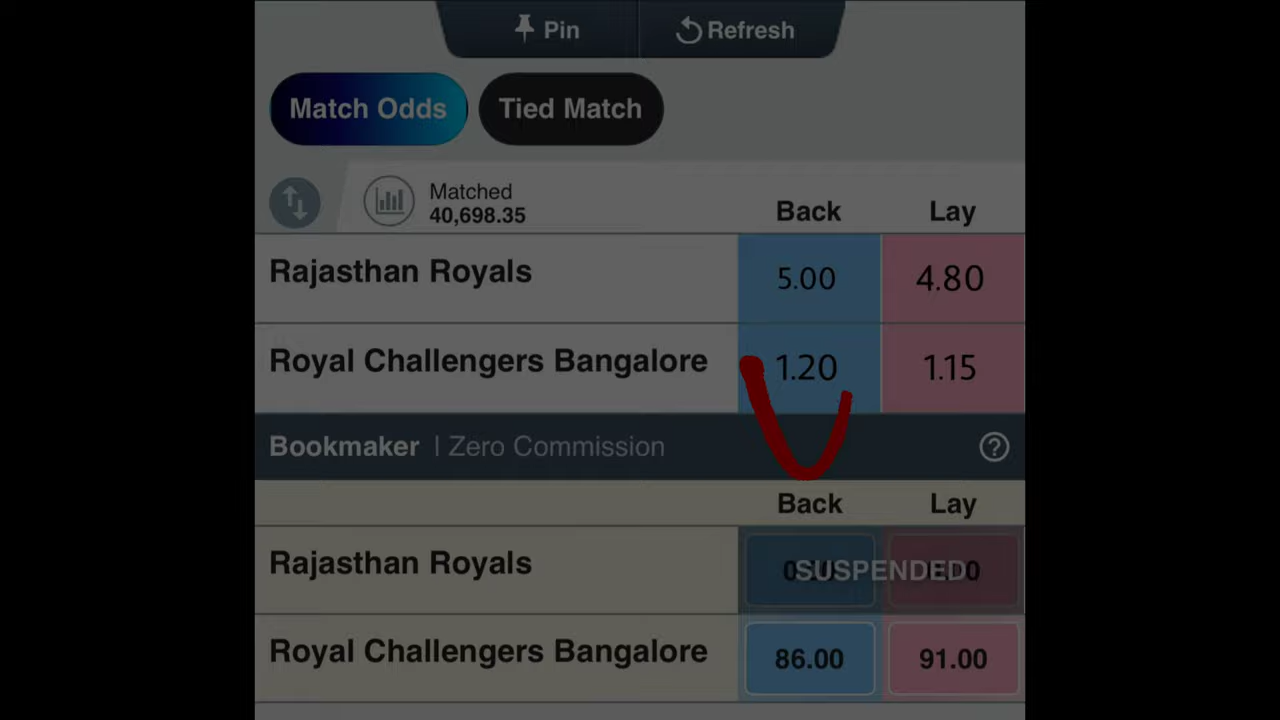 Pin
Refresh
Match Odds
Tied Match
Matched
40,698.35
Back
Lay
Rajasthan Royals
5.00
4.80
Royal Challengers Bangalore
1.20
1.15
Bookmaker | Zero Commission
?
Back
Lay
Rajasthan Royals
SUSPENDED
Royal Challengers Bangalore
86.00
91.00